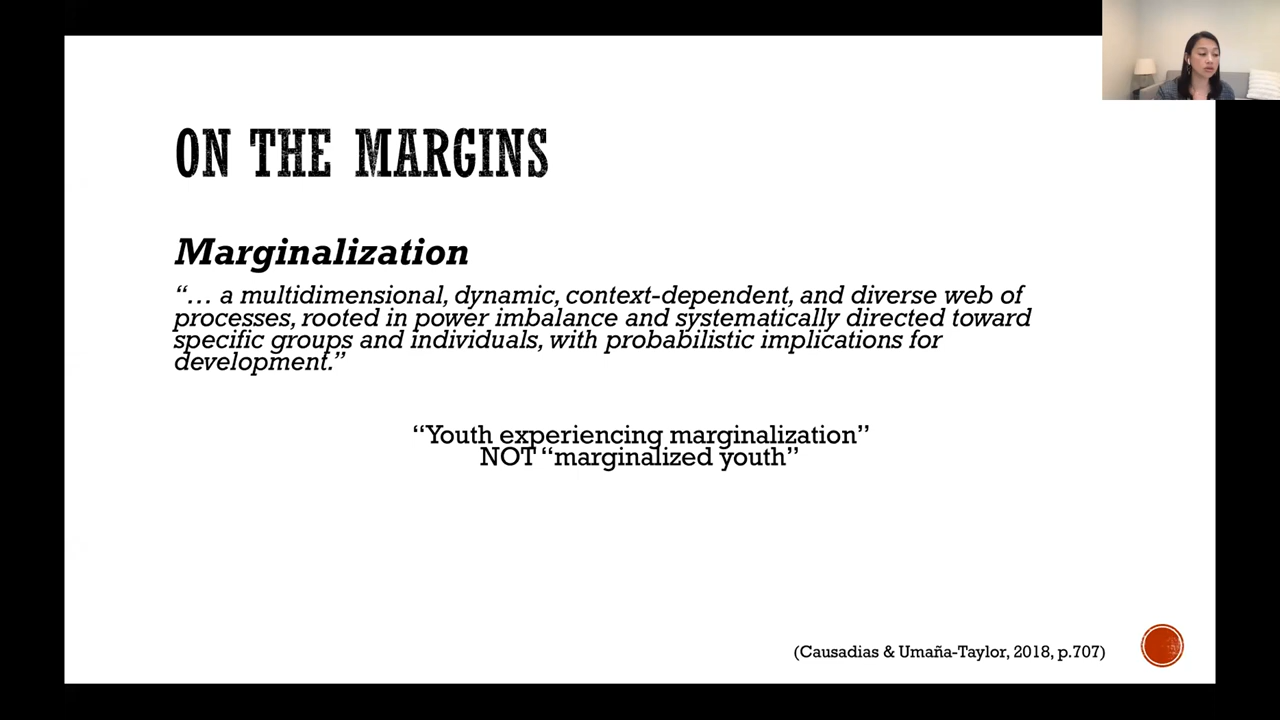 ON THE MARGINS
Marginalization
“… a multidimensional, dynamic, context-dependent, and diverse web of
processes, rooted in power imbalance and systematically directed toward
specific groups and individuals, with probabilistic implications for
development.”
“Youth experiencing marginalization”
NOT “marginalized youth”
(Causadias & Umaña-Taylor, 2018, p.707)